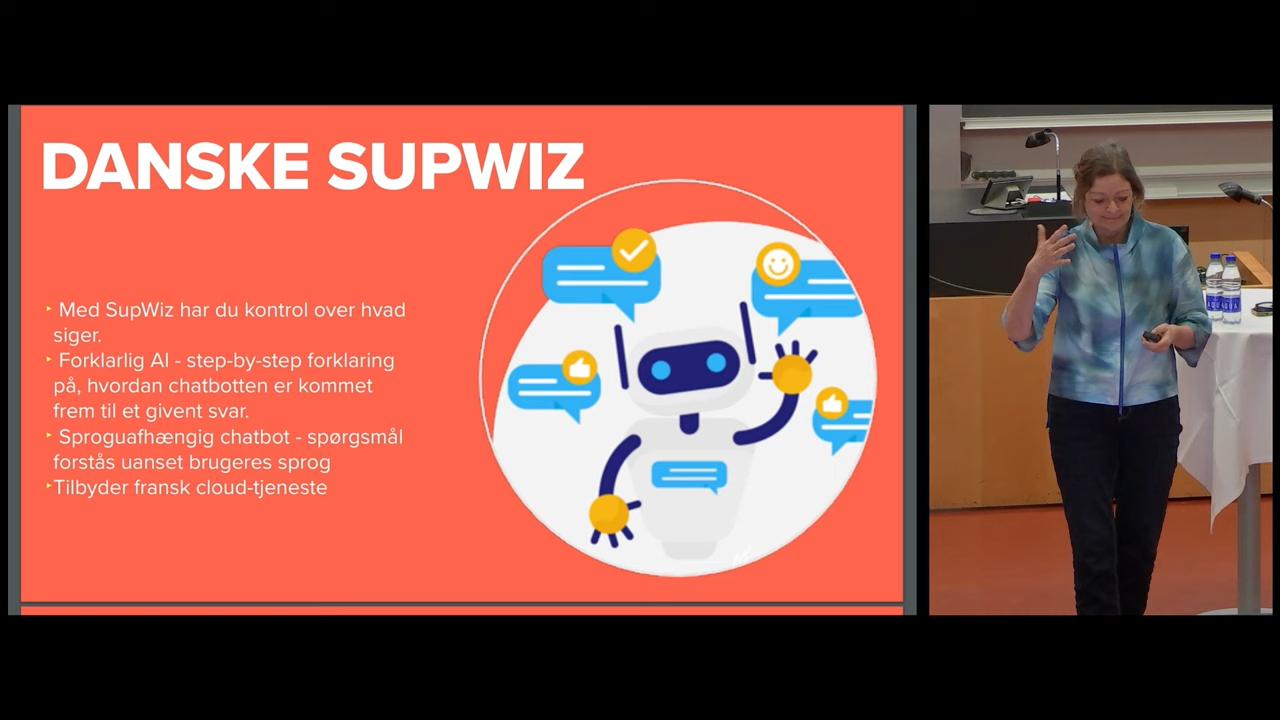 DANSKE SUPWIZ
‣ Med SupWiz har du kontrol over hvad
siger.
‣ Forklarlig AI - step-by-step forklaring
på, hvordan chatbotten er kommet
frem til et givent svar.
‣ Sproguafhængig chatbot - spørgsmål
forstås uanset brugeres sprog
‣Tilbyder fransk cloud-tjeneste